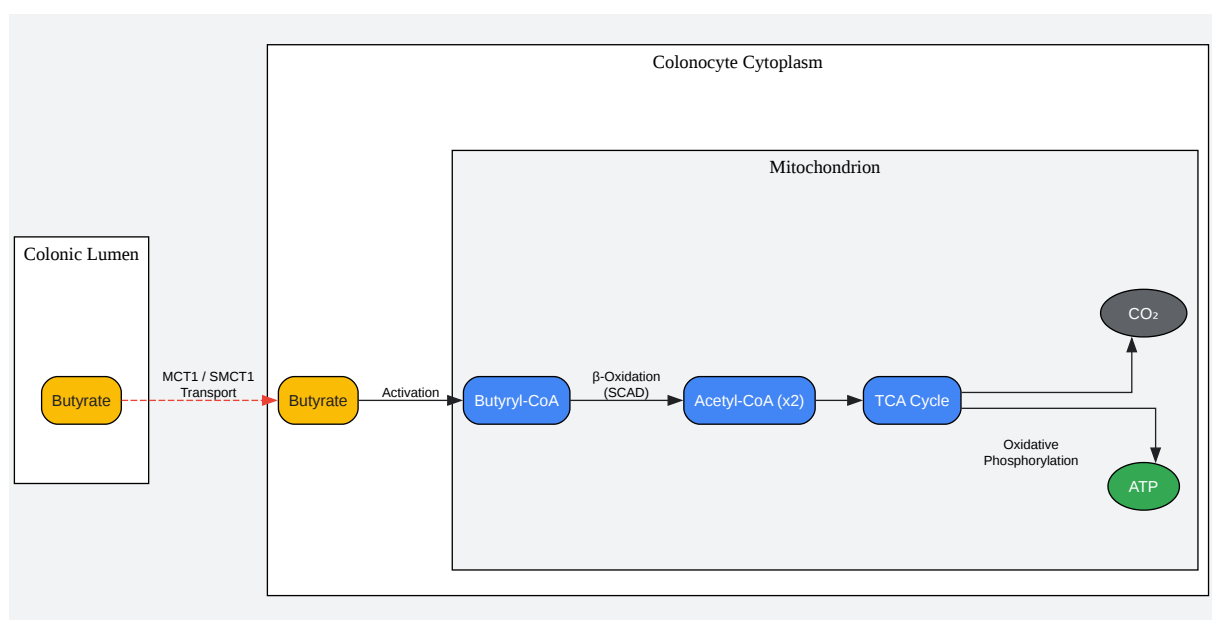 Colonocyte Cytoplasm
Mitochondrion
Colonic Lumen
CO₂
MCT1 / SMCT1
Transport
β-Oxidation
(SCAD)
Activation
Butyrate
Butyrate
Butyryl-CoA
Acetyl-CoA (x2)
TCA Cycle
Oxidative
Phosphorylation
ATP